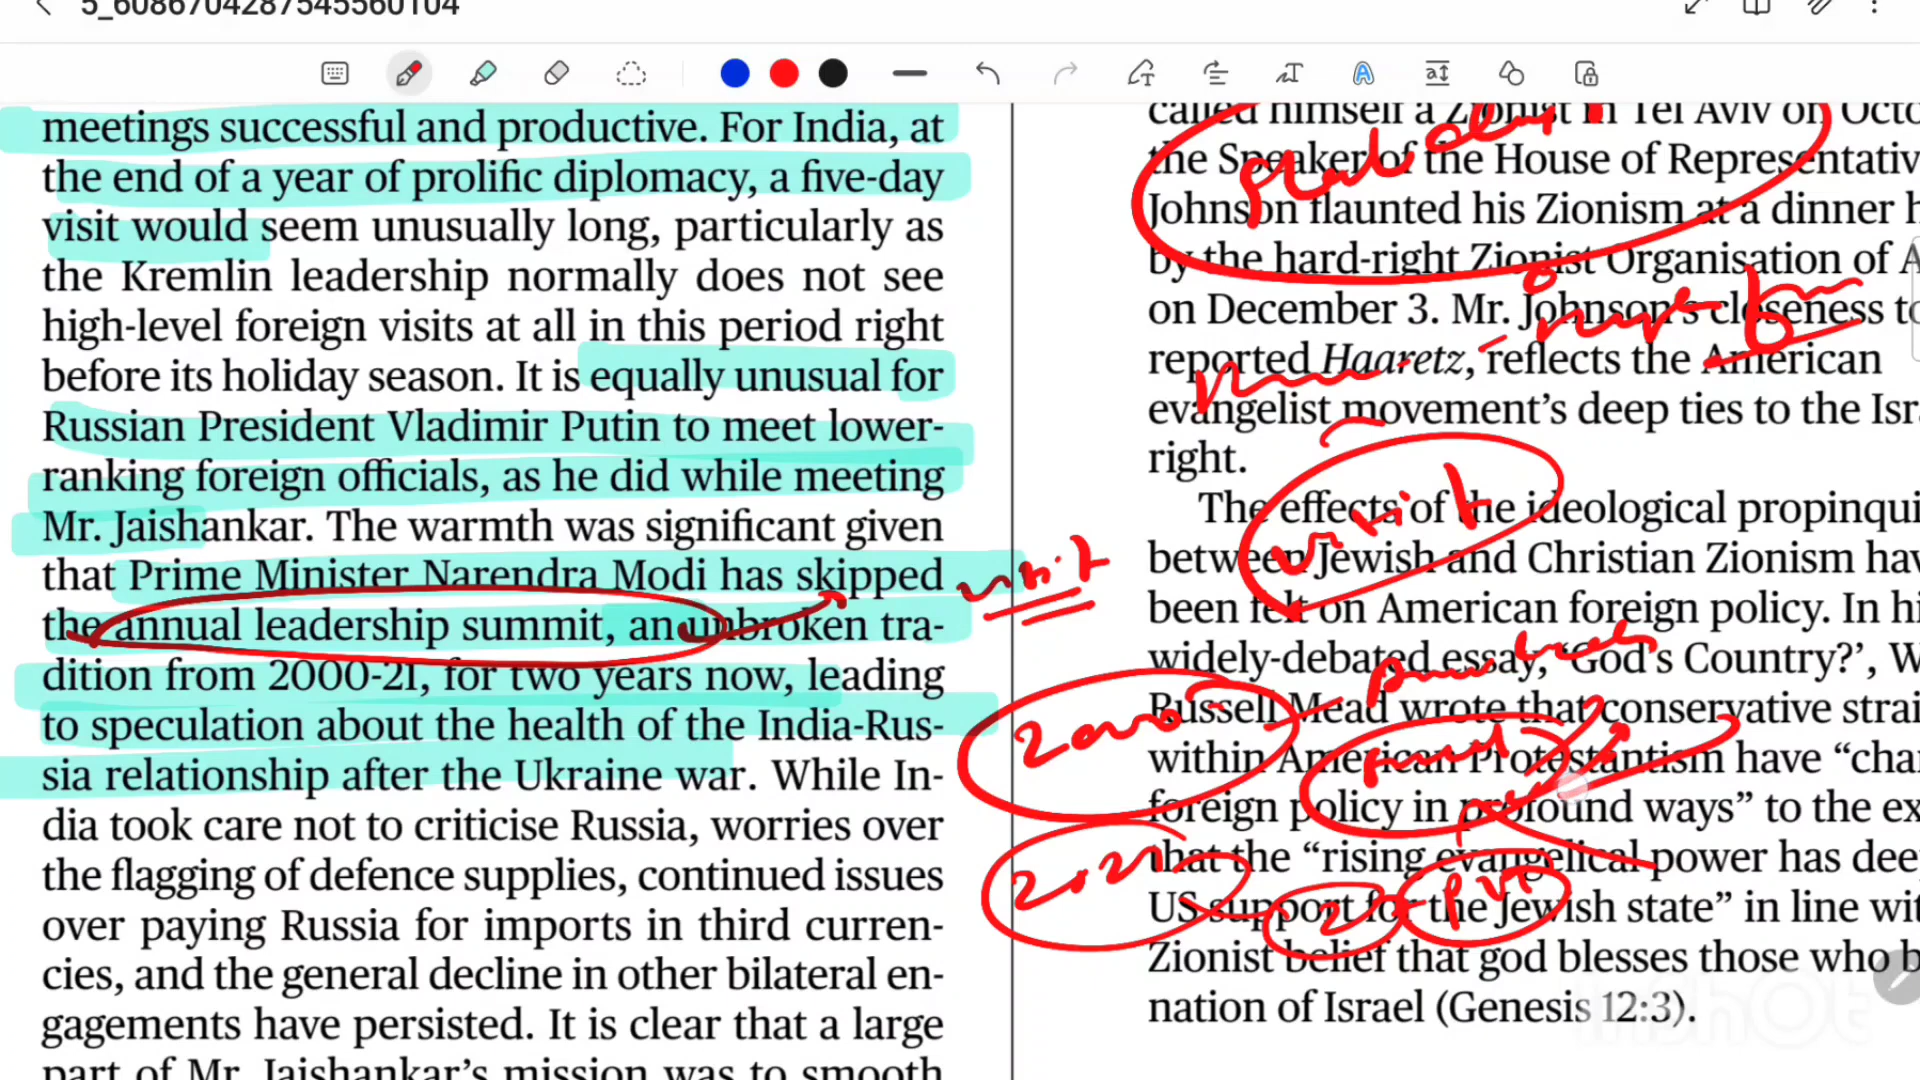 5_6086704287545560104
meetings successful and productive. For India, at
the end of a year of prolific diplomacy, a five-day
visit would seem unusually long, particularly as
the Kremlin leadership normally does not see
high-level foreign visits at all in this period right
before its holiday season. It is equally unusual for
Russian President Vladimir Putin to meet lower-
ranking foreign officials, as he did while meeting
Mr. Jaishankar. The warmth was significant given
that Prime Minister Narendra Modi has skipped
the annual leadership summit, an unbroken tra-
dition from 2000-21, for two years now, leading
to speculation about the health of the India-Rus-
sia relationship after the Ukraine war. While In-
dia took care not to criticise Russia, worries over
the flagging of defence supplies, continued issues
over paying Russia for imports in third curren-
cies, and the general decline in other bilateral en-
gagements have persisted. It is clear that a large
part of Mr. Jaishankar's mission was to smooth
visit
called himself a Zionist in Tel Aviv on Octo
the Speaker of the House of Representativ
Johnson flaunted his Zionism at a dinner h
by the hard-right Zionist Organisation of A
on December 3. Mr. Johnson's closeness to
reported Haaretz, reflects the American
evangelist movement's deep ties to the Isr
right.
The effects of the ideological propinqui
between Jewish and Christian Zionism hav
been felt on American foreign policy. In hi
widely-debated essay, 'God's Country?', W
Russell Mead wrote that conservative strai
within American Protestantism have "cha
foreign policy in profound ways" to the ex
that the "rising evangelical power has dee
US support for the Jewish state" in line wit
Zionist belief that god blesses those who b
nation of Israel (Genesis 12:3).
visit
2000
2021
2